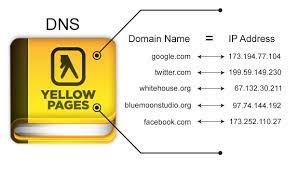 DNS
Domain Name = IP Address
google.com 173.194.77.104
twitter.com 199.59.149.230
whitehouse.org 67.132.30.211
bluemoonstudio.org 97.74.144.192
facebook.com 173.252.110.27
YELLOW
PAGES